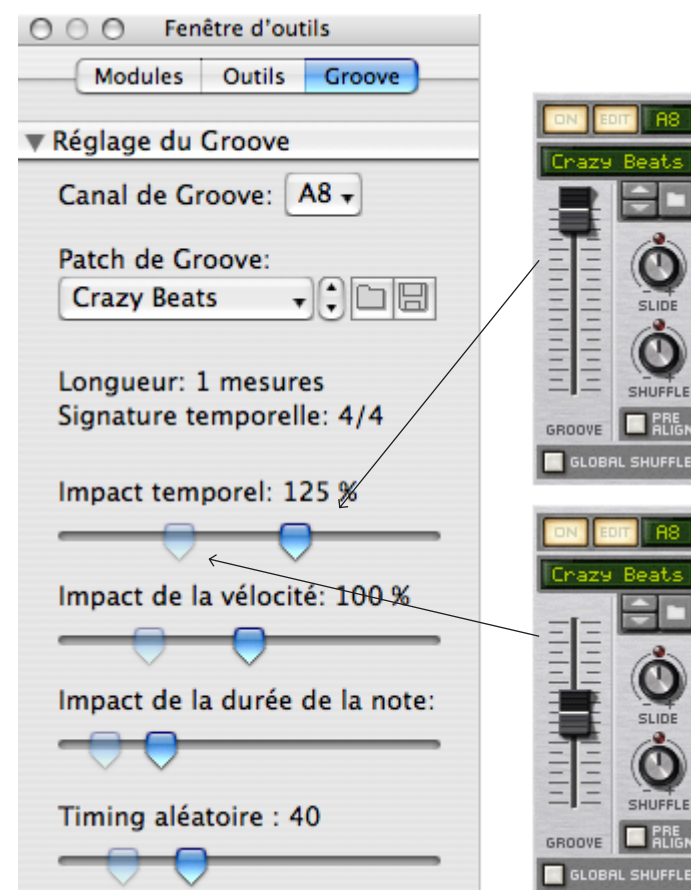 Fenêtre d'outils
Modules Outils Groove
Réglage du Groove
Canal de Groove: A8
Patch de Groove:
Crazy Beats
Longueur: 1 mesures
Signature temporelle: 4/4
Impact temporel: 125 %
Impact de la vélocité: 100 %
Impact de la durée de la note:
Timing aléatoire : 40
ON EDIT A8
Crazy Beats
SLIDE
SHUFFLE
GROOVE
PRE
ALIGN
GLOBAL SHUFFLE
ON EDIT A8
Crazy Beats
SLIDE
SHUFFLE
GROOVE
PRE
ALIGN
GLOBAL SHUFFLE